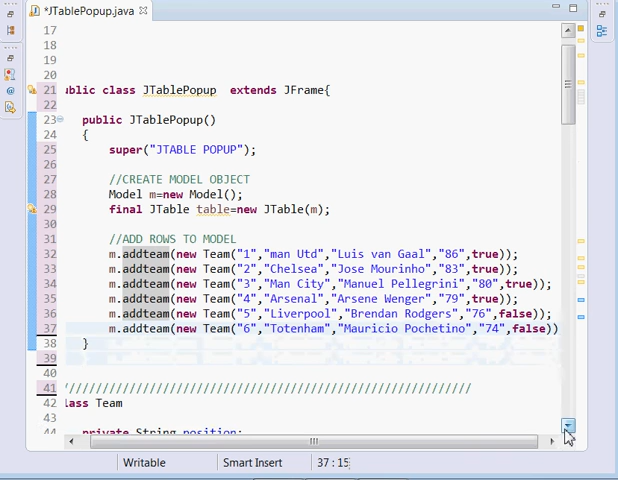 *JTablePopup.java
17
18
19
20
21 ublic class JTablePopup extends JFrame{
22
23 public JTablePopup()
24 {
25 super("JTABLE POPUP");
26
27 //CREATE MODEL OBJECT
28 Model m=new Model();
29 final JTable table=new JTable(m);
30
31 //ADD ROWS TO MODEL
32 m.addteam(new Team("1","man Utd","Luis van Gaal","86",true));
33 m.addteam(new Team("2","Chelsea","Jose Mourinho","83",true));
34 m.addteam(new Team("3","Man City","Manuel Pellegrini","80",true));
35 m.addteam(new Team("4","Arsenal","Arsene Wenger","79",true));
36 m.addteam(new Team("5","Liverpool","Brendan Rodgers","76",false));
37 m.addteam(new Team("6","Totenham","Mauricio Pochetino","74",false))
38 }
39
40
41 //////////////////////////////////////////////////////////////
42 lass Team
43
44 private String position;
Writable Smart Insert 37 : 15